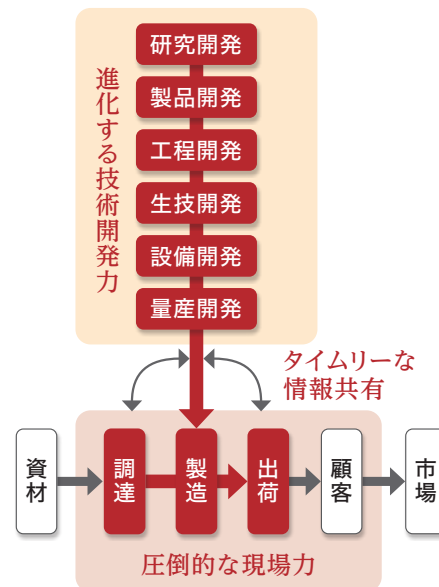 進化する技術開発力
研究開発
製品開発
工程開発
生技開発
設備開発
量産開発
タイムリーな
情報共有
資材
調達
製造
出荷
顧客
市場
圧倒的な現場力